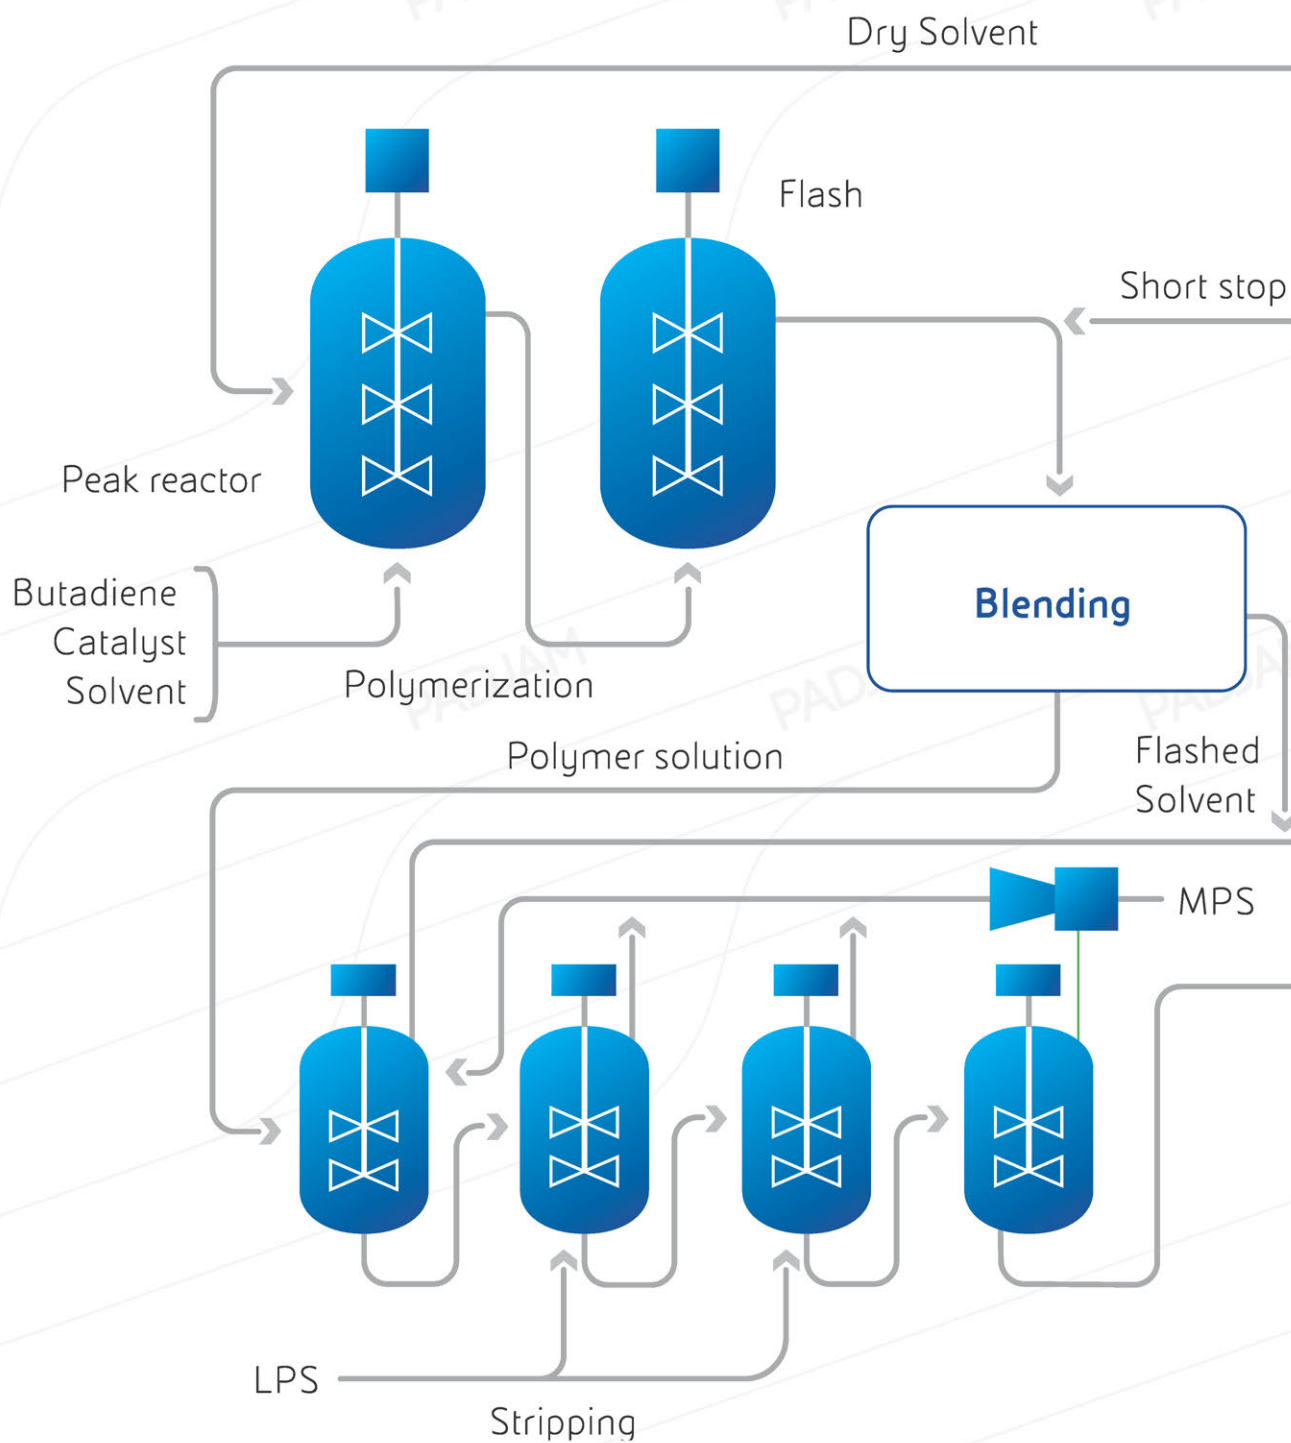 Dry Solvent
Flash
Short stop
Peak reactor
Butadiene
Catalyst
Solvent
Blending
Polymerization
Polymer solution
Flashed
Solvent
MPS
LPS
Stripping
PADJAM